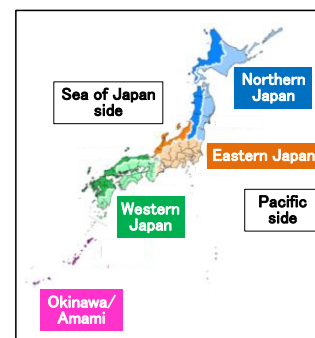 Northern
Japan
Sea of Japan
side
Eastern Japan
Western
Japan
Pacific
side
Okinawa/
Amami